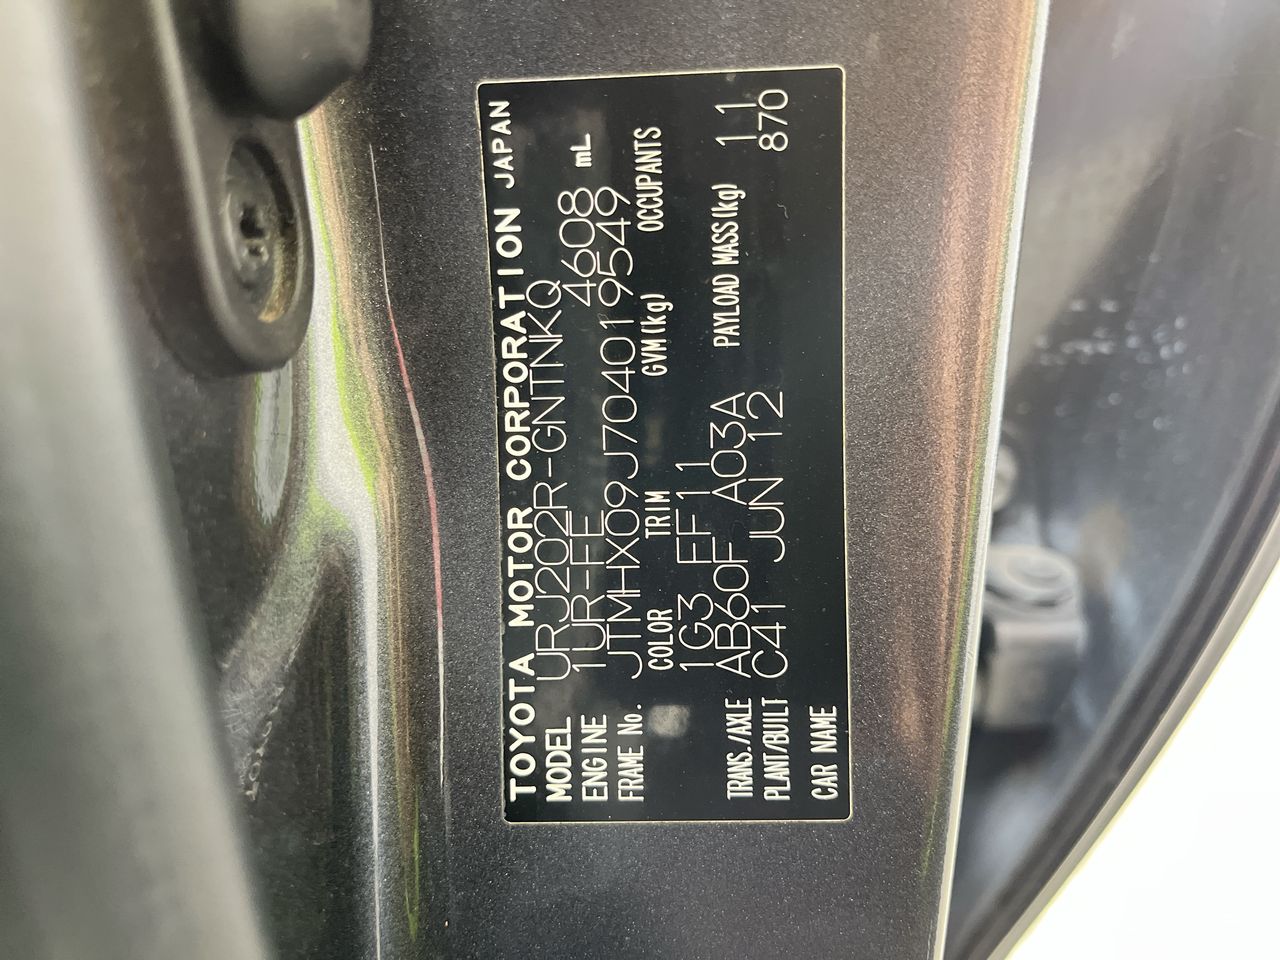 TOYOTA MOTOR CORPORATION JAPAN
MODEL URJ202R-GNTNKQ
ENGINE 1UR-FE 4608 mL
FRAME No. JTMHX09J704019549
COLOR TRIM GVM(kg) OCCUPANTS
1G3 EF11 11
TRANS./AXLE AB60F A03A PAYLOAD MASS(kg) 870
PLANT/BUILT C41 JUN 12
CAR NAME